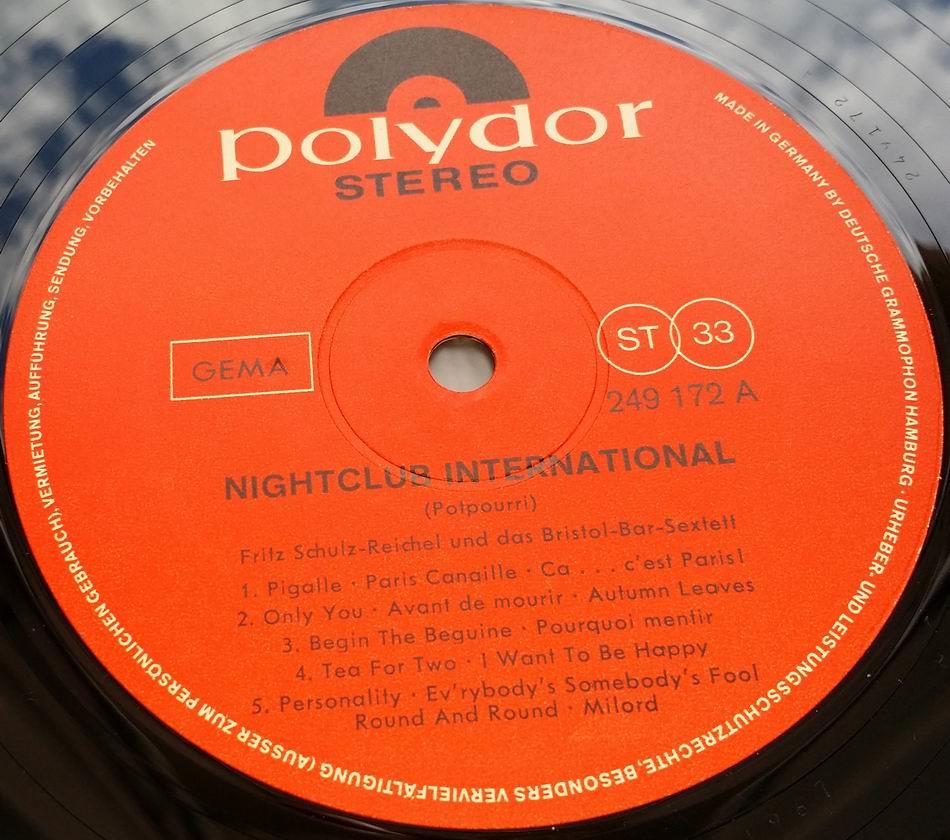 polydor
STEREO
GEMA
ST 33
249 172 A
NIGHTCLUB INTERNATIONAL
(Potpourri)
Fritz Schulz-Reichel und das Bristol-Bar-Sextett
1. Pigalle · Paris Canaille · Ca . . . c'est Paris!
2. Only You · Avant de mourir · Autumn Leaves
3. Begin The Beguine · Pourquoi mentir
4. Tea For Two · I Want To Be Happy
5. Personality · Ev'rybody's Somebody's Fool
Round And Round · Milord
MADE IN GERMANY BY DEUTSCHE GRAMMOPHON HAMBURG · URHEBER- UND LEISTUNGSSCHUTZRECHTE, BESONDERS VERVIELFÄLTIGUNG (AUSSER ZUM PERSÖNLICHEN GEBRAUCH), VERMIETUNG, AUFFÜHRUNG, SENDUNG, VORBEHALTEN
249172
1967